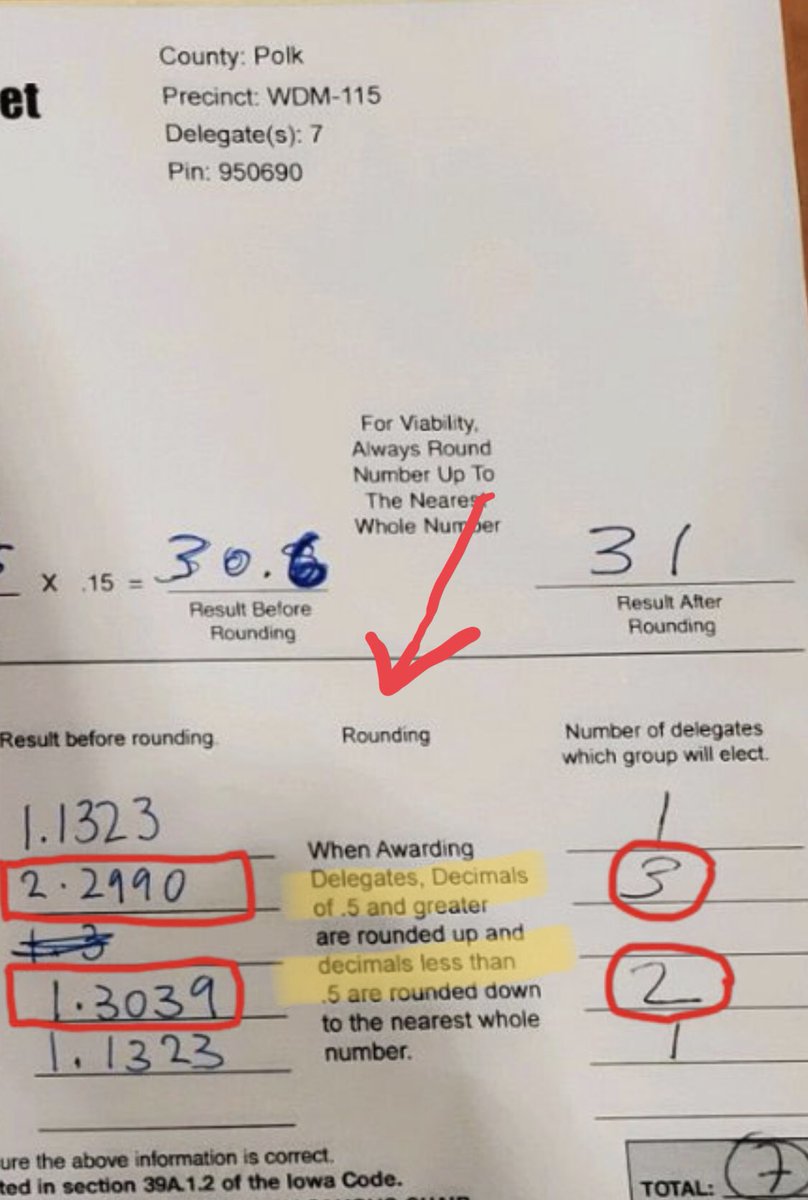 et
County: Polk
Precinct: WDM-115
Delegate(s): 7
Pin: 950690
For Viability,
Always Round
Number Up To
The Nearest
Whole Number
X .15 = 30.6
31
Result Before
Rounding
Result After
Rounding
Result before rounding.
Rounding
Number of delegates
which group will elect.
1.1323
1
When Awarding
2.2990
Delegates, Decimals
3
of .5 and greater
are rounded up and
1.3
decimals less than
1.3039
.5 are rounded down
2
to the nearest whole
1.1323
number.
1
ure the above information is correct.
ted in section 39A.1.2 of the Iowa Code.
TOTAL: 7